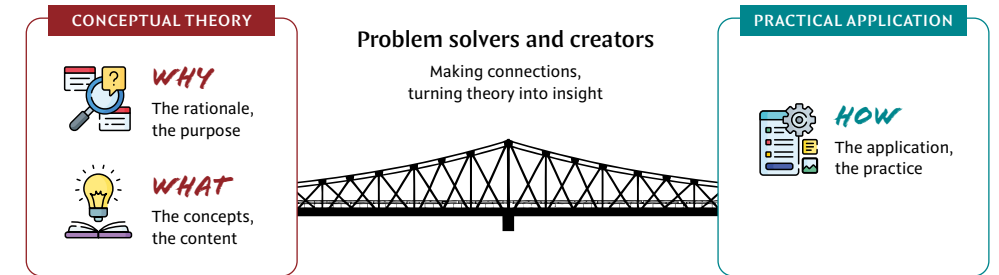 CONCEPTUAL THEORY
WHY
The rationale,
the purpose
WHAT
The concepts,
the content
Problem solvers and creators
Making connections,
turning theory into insight
PRACTICAL APPLICATION
HOW
The application,
the practice